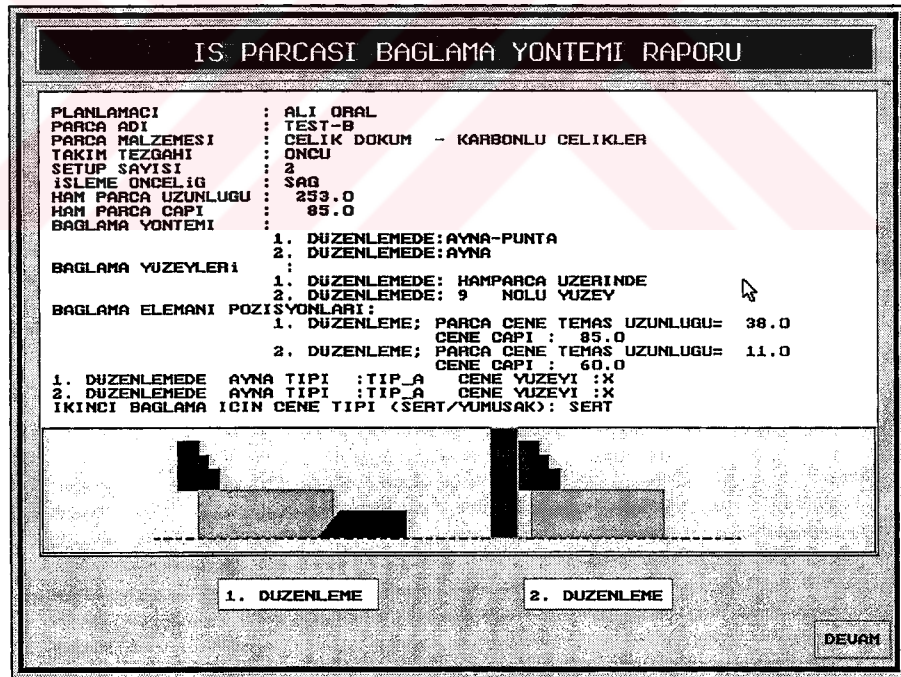 IS PARCASI BAGLAMA YONTEMI RAPORU
PLANLAMACI : ALI ORAL
PARCA ADI : TEST-B
PARCA MALZEMESI : CELIK DOKUM - KARBONLU CELIKLER
TAKIM TEZGAHI : ONCU
SETUP SAYISI : 2
iSLEME ONCELiG : SAG
HAM PARCA UZUNLUGU : 253.0
HAM PARCA CAPI : 85.0
BAGLAMA YONTEMI :
1. DUZENLEMEDE:AYNA-PUNTA
2. DUZENLEMEDE:AYNA
BAGLAMA YUZEYLERi :
1. DUZENLEMEDE: HAMPARCA UZERINDE
2. DUZENLEMEDE: 9 NOLU YUZEY
BAGLAMA ELEMANI POZISYONLARI:
1. DUZENLEME; PARCA CENE TEMAS UZUNLUGU= 38.0
CENE CAPI : 85.0
2. DUZENLEME; PARCA CENE TEMAS UZUNLUGU= 11.0
CENE CAPI : 60.0
1. DUZENLEMEDE AYNA TIPI :TIP_A CENE YUZEYI :X
2. DUZENLEMEDE AYNA TIPI :TIP_A CENE YUZEYI :X
IKINCI BAGLAMA ICIN CENE TIPI (SERT/YUMUSAK): SERT
1. DUZENLEME
2. DUZENLEME
DEVAM